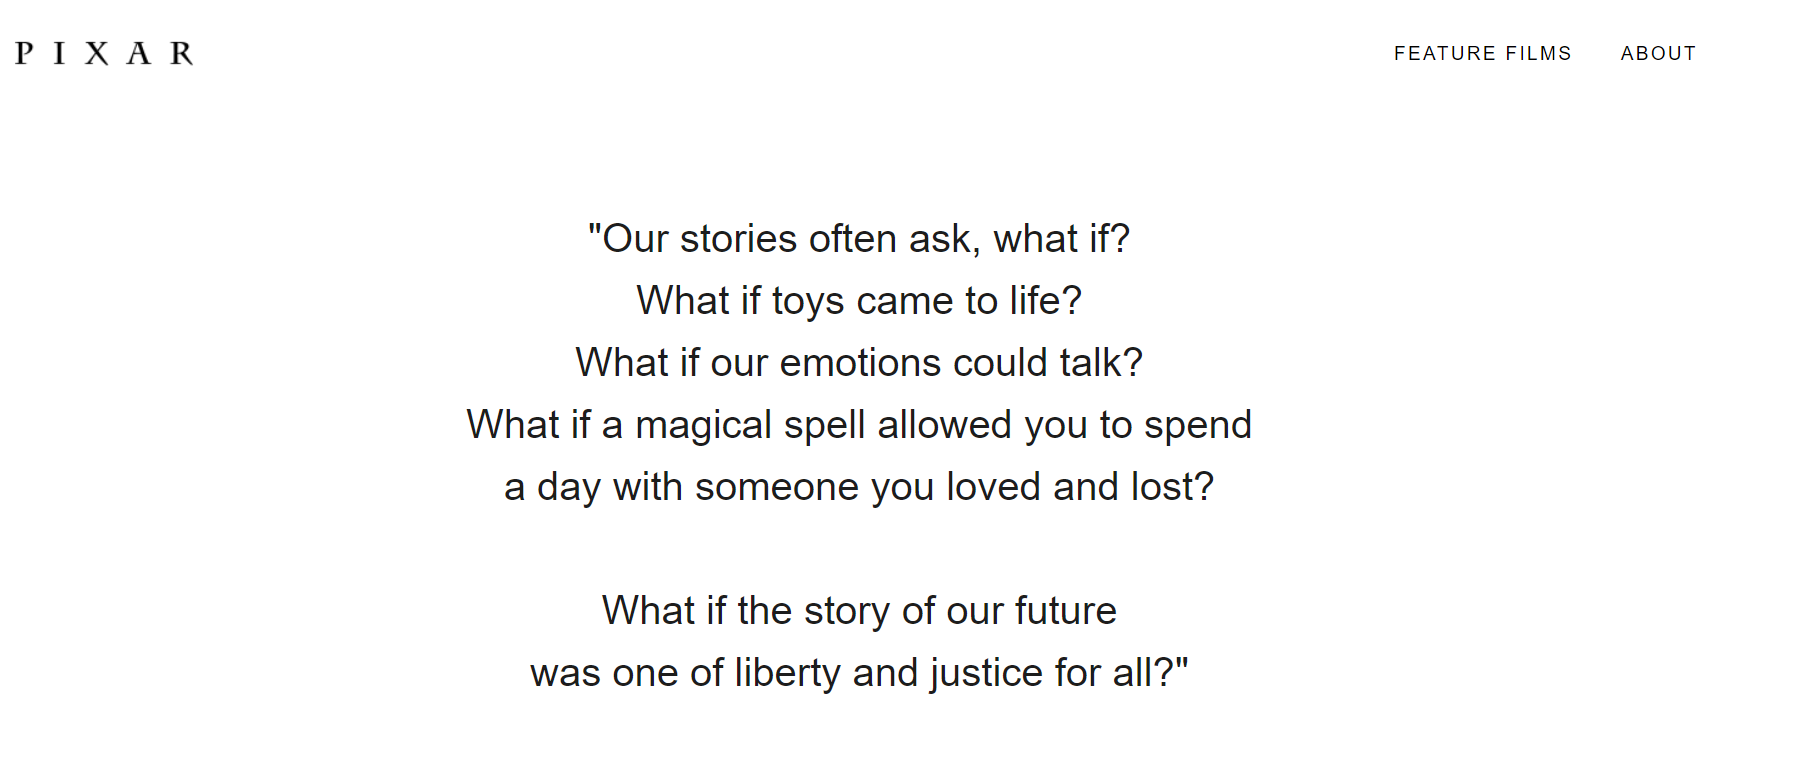 PIXAR
FEATURE FILMS
ABOUT
"Our stories often ask, what if?
What if toys came to life?
What if our emotions could talk?
What if a magical spell allowed you to spend
a day with someone you loved and lost?
What if the story of our future
was one of liberty and justice for all?"